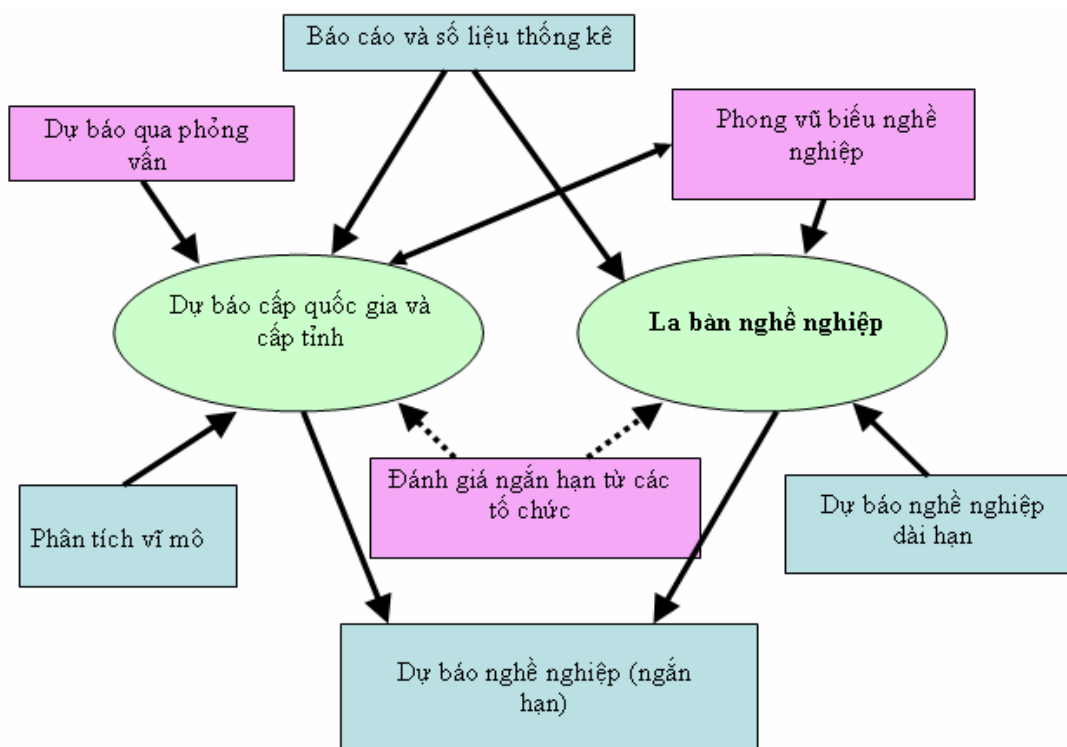 Báo cáo và số liệu thống kê
Dự báo qua phỏng
vấn
Phong vũ biểu nghề
nghiệp
Dự báo cấp quốc gia và
cấp tỉnh
La bàn nghề nghiệp
Đánh giá ngắn hạn từ các
tổ chức
Phân tích vĩ mô
Dự báo nghề nghiệp
dài hạn
Dự báo nghề nghiệp (ngắn
hạn)